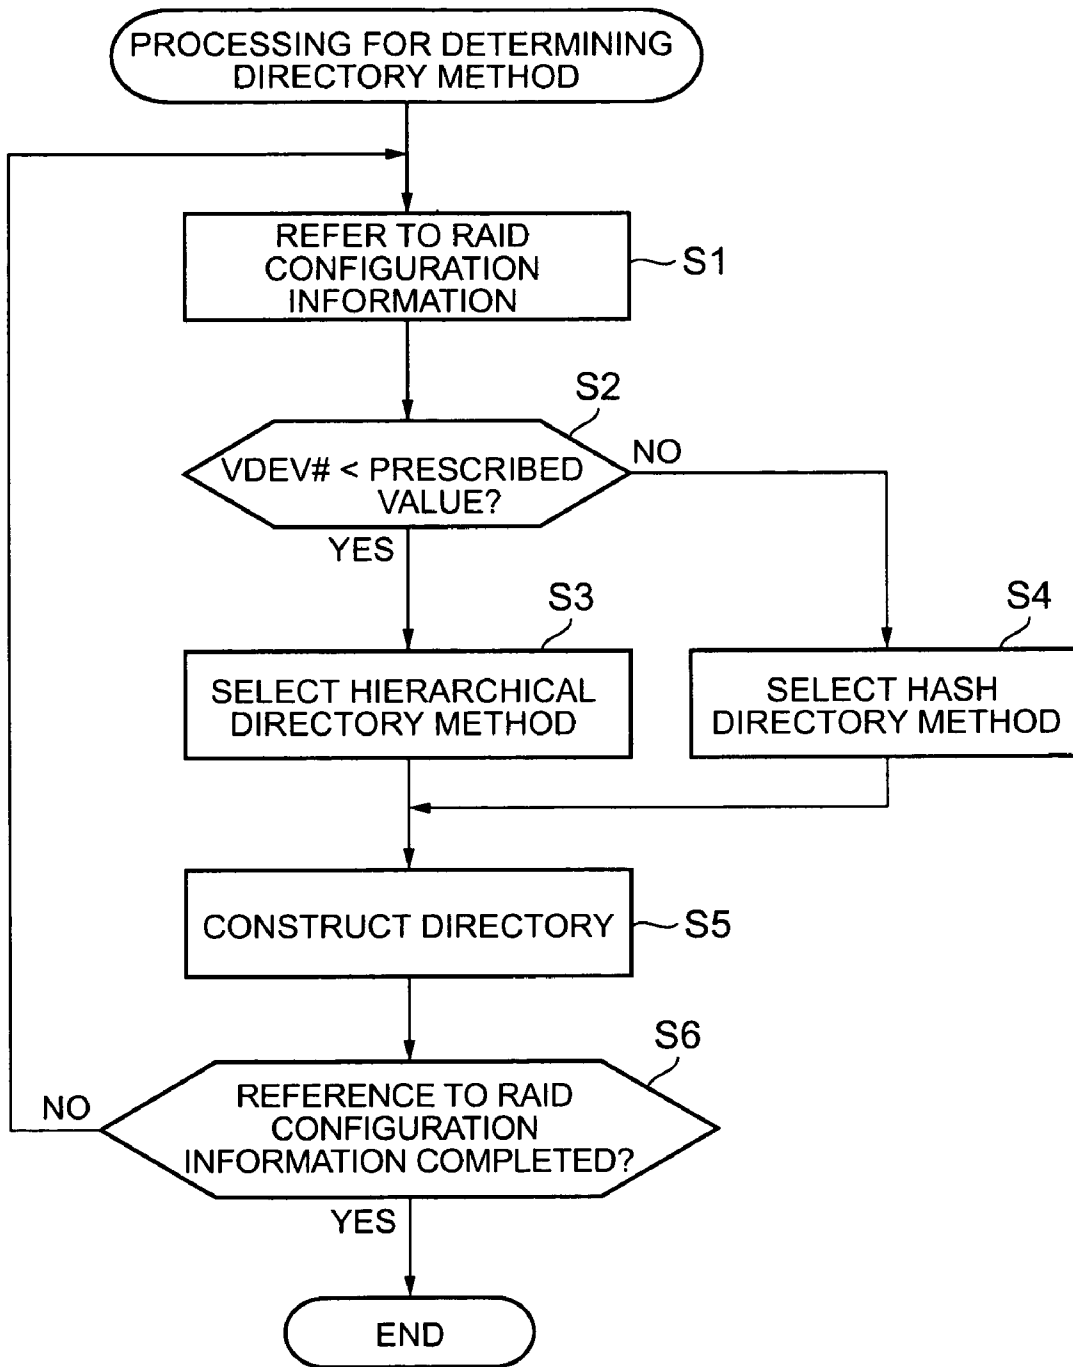 PROCESSING FOR DETERMINING
DIRECTORY METHOD
REFER TO RAID
CONFIGURATION
INFORMATION
S1
S2
VDEV# < PRESCRIBED
VALUE?
NO
YES
S3
S4
SELECT HIERARCHICAL
DIRECTORY METHOD
SELECT HASH
DIRECTORY METHOD
CONSTRUCT DIRECTORY
S5
S6
REFERENCE TO RAID
CONFIGURATION
INFORMATION COMPLETED?
NO
YES
END